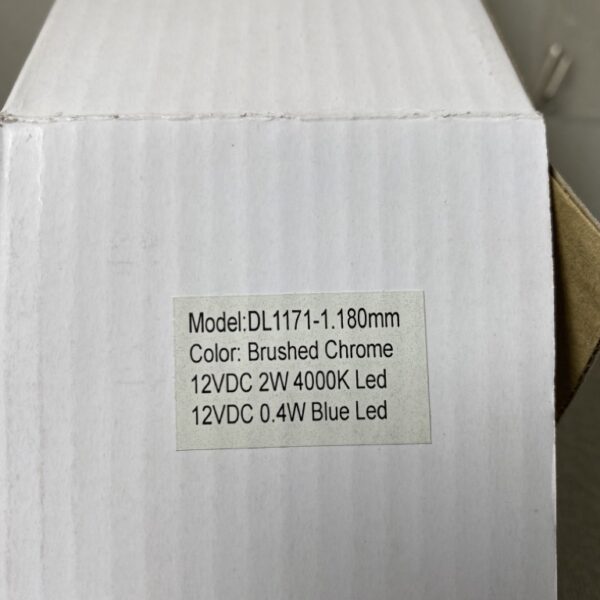 Model:DL1171-1.180mm
Color: Brushed Chrome
12VDC 2W 4000K Led
12VDC 0.4W Blue Led